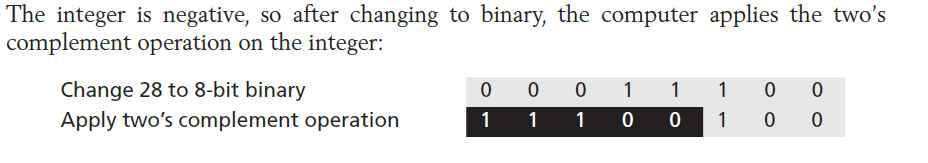 The integer is negative, so after changing to binary, the computer applies the two’s
complement operation on the integer:
Change 28 to 8-bit binary 0 0 0 1 1 1 0 0
Apply two’s complement operation 1 1 1 0 0 1 0 0